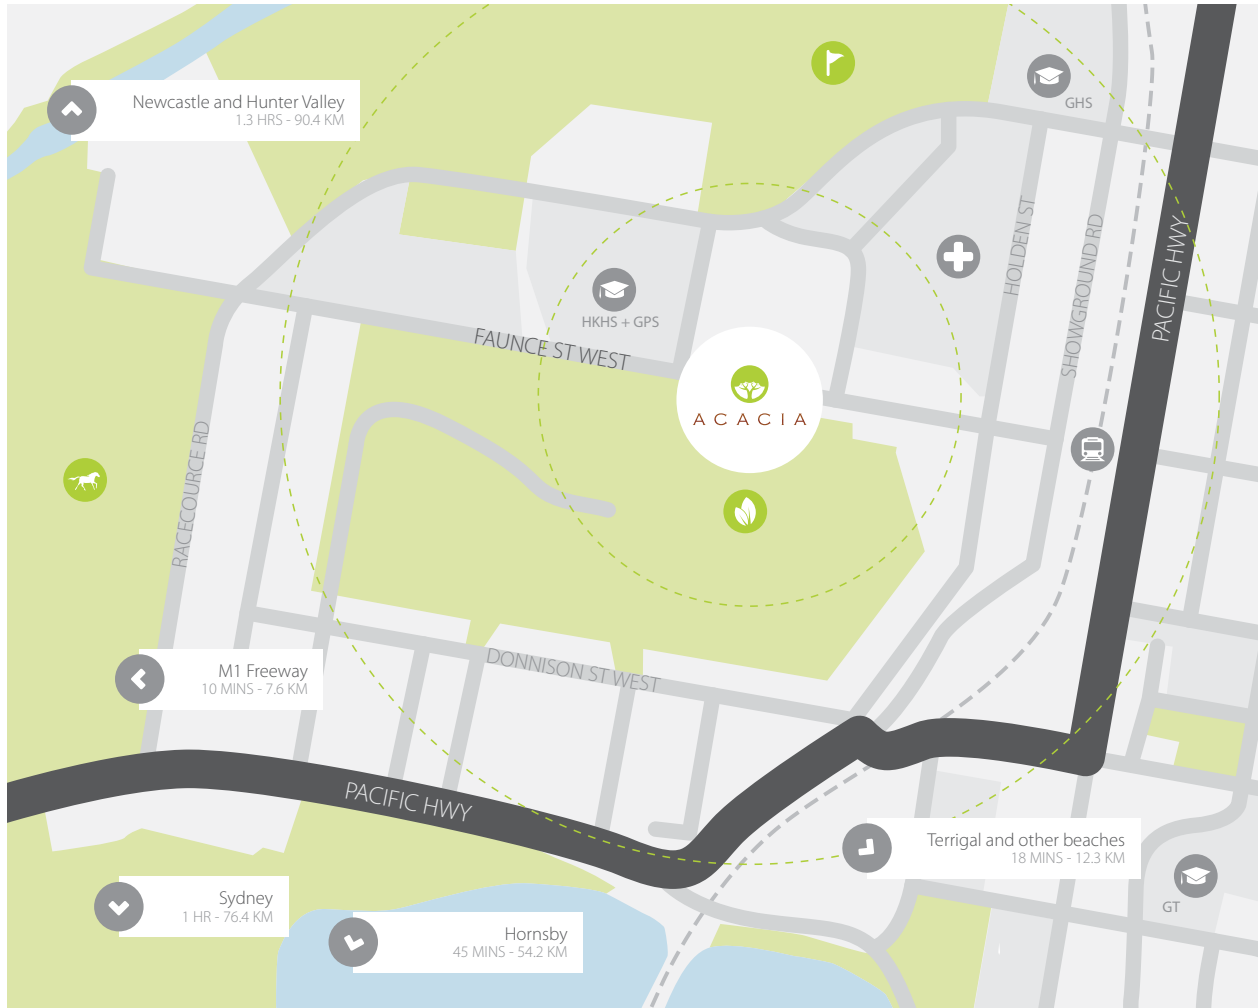 Newcastle and Hunter Valley
1.3 HRS - 90.4 KM
GHS
HOLDEN ST
SHOWGROUND RD
PACIFIC HWY
HKHS + GPS
FAUNCE ST WEST
ACACIA
RACECOURCE RD
M1 Freeway
10 MINS - 7.6 KM
DONNISON ST WEST
PACIFIC HWY
Terrigal and other beaches
18 MINS - 12.3 KM
GT
Sydney
1 HR - 76.4 KM
Hornsby
45 MINS - 54.2 KM